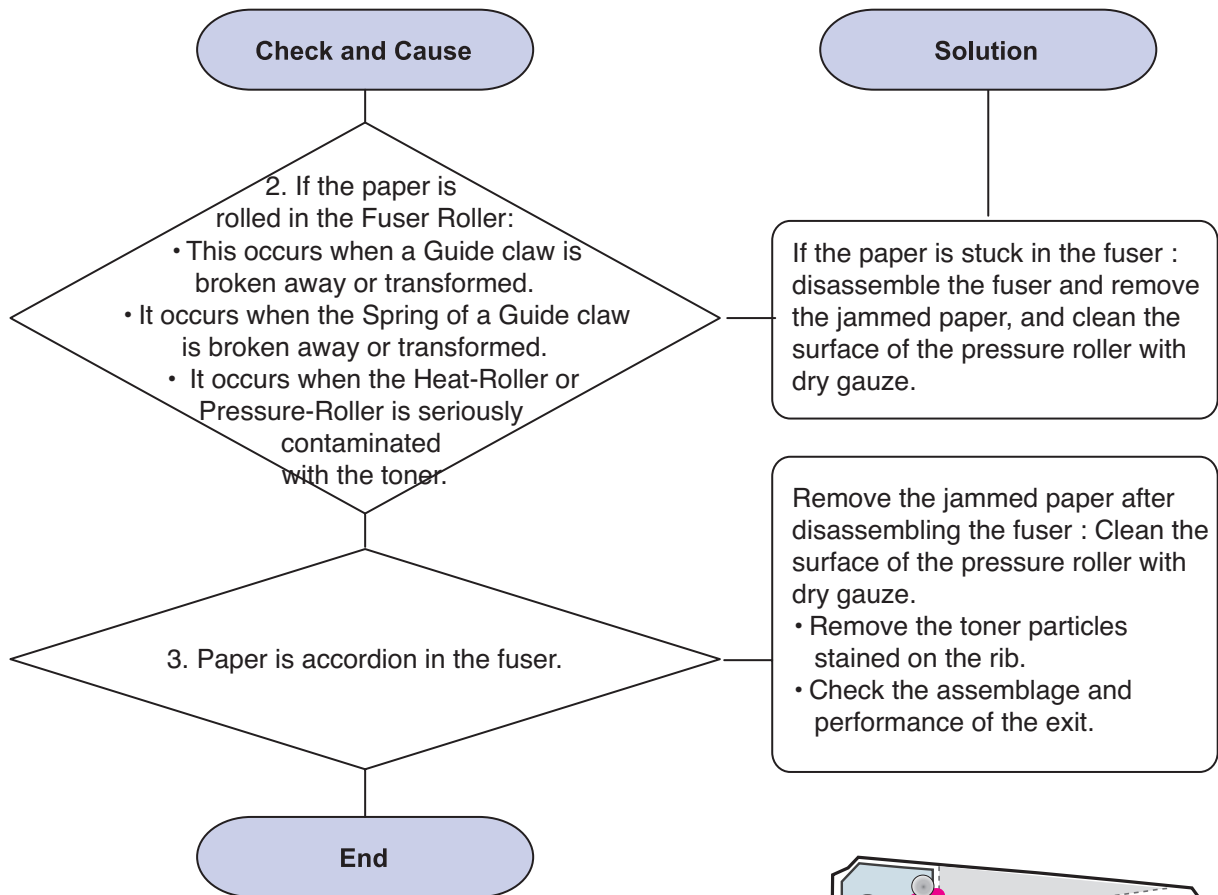 Check and Cause
Solution
2. If the paper is
rolled in the Fuser Roller:
• This occurs when a Guide claw is
broken away or transformed.
• It occurs when the Spring of a Guide claw
is broken away or transformed.
• It occurs when the Heat-Roller or
Pressure-Roller is seriously
contaminated
with the toner.
If the paper is stuck in the fuser :
disassemble the fuser and remove
the jammed paper, and clean the
surface of the pressure roller with
dry gauze.
3. Paper is accordion in the fuser.
Remove the jammed paper after
disassembling the fuser : Clean the
surface of the pressure roller with
dry gauze.
• Remove the toner particles
stained on the rib.
• Check the assemblage and
performance of the exit.
End